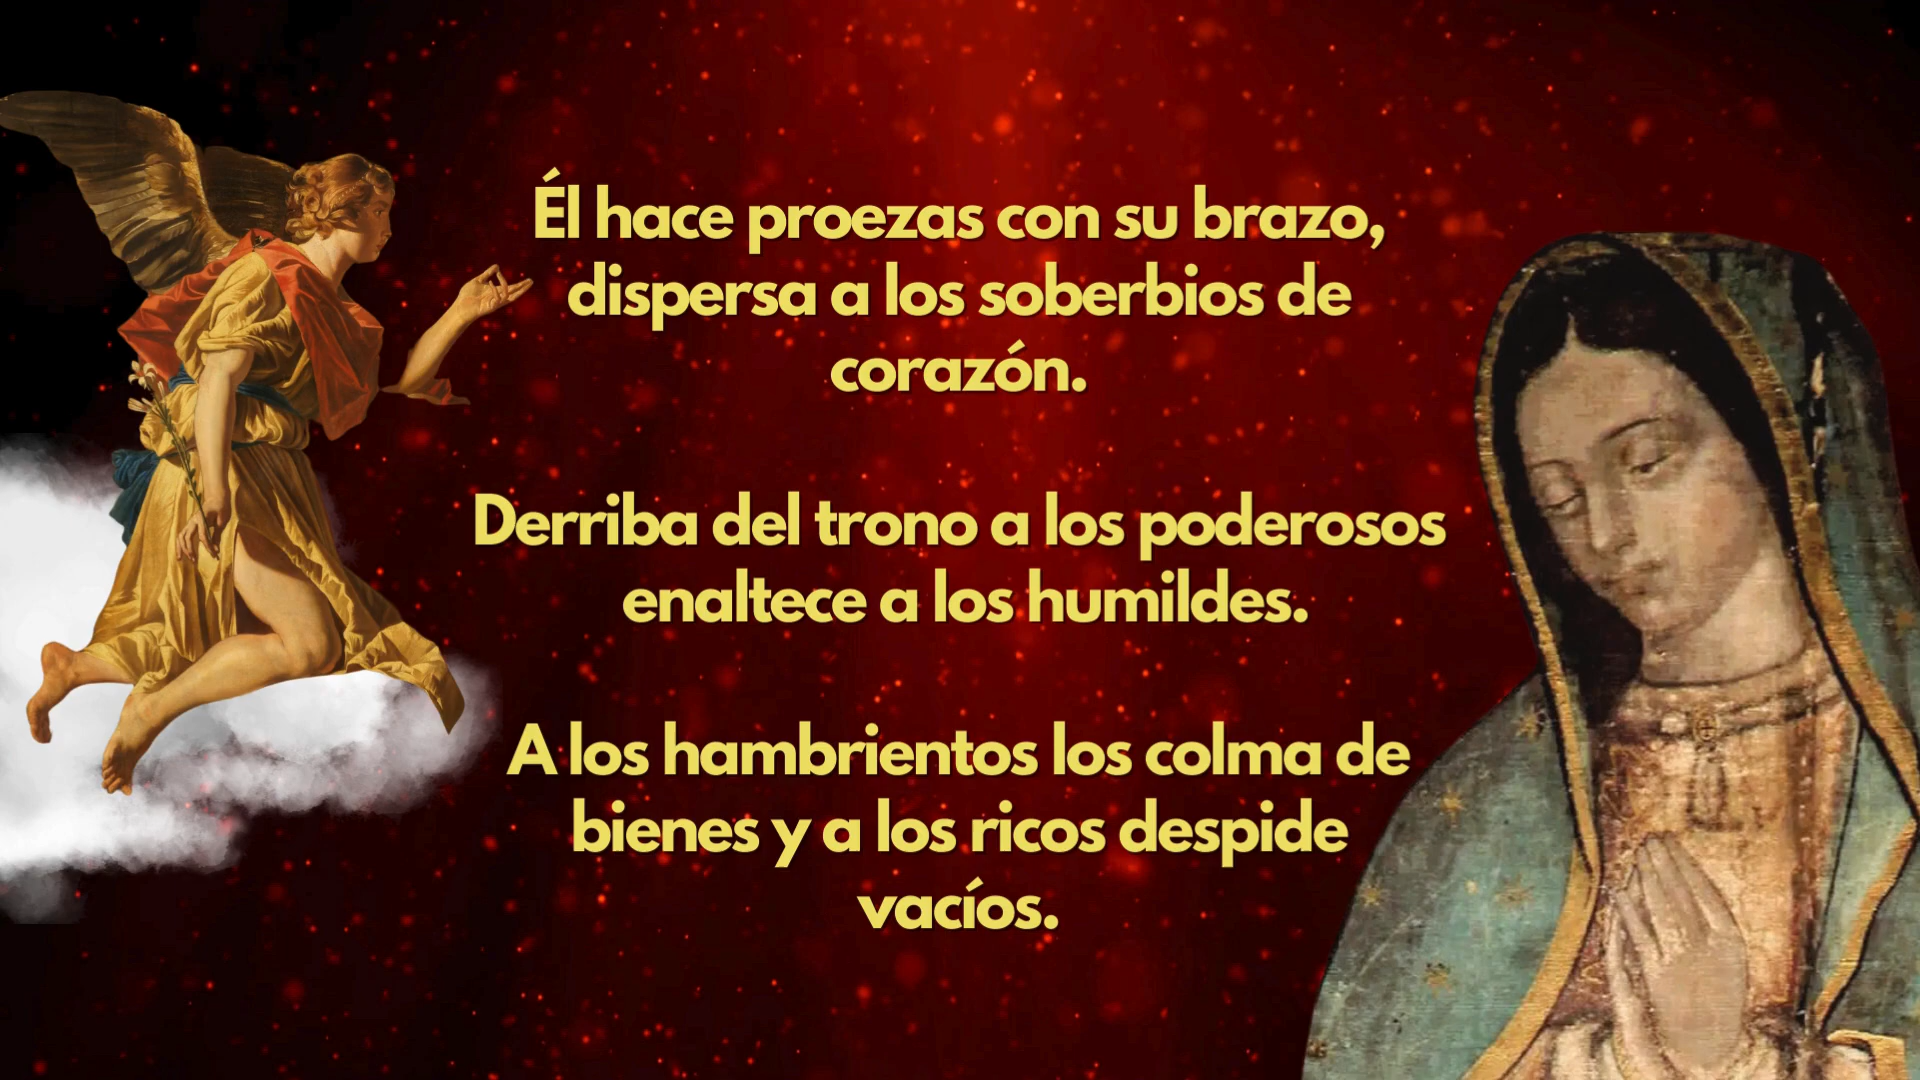 Él hace proezas con su brazo,
dispersa a los soberbios de
corazón.
Derriba del trono a los poderosos
enaltece a los humildes.
A los hambrientos los colma de
bienes y a los ricos despide
vacíos.